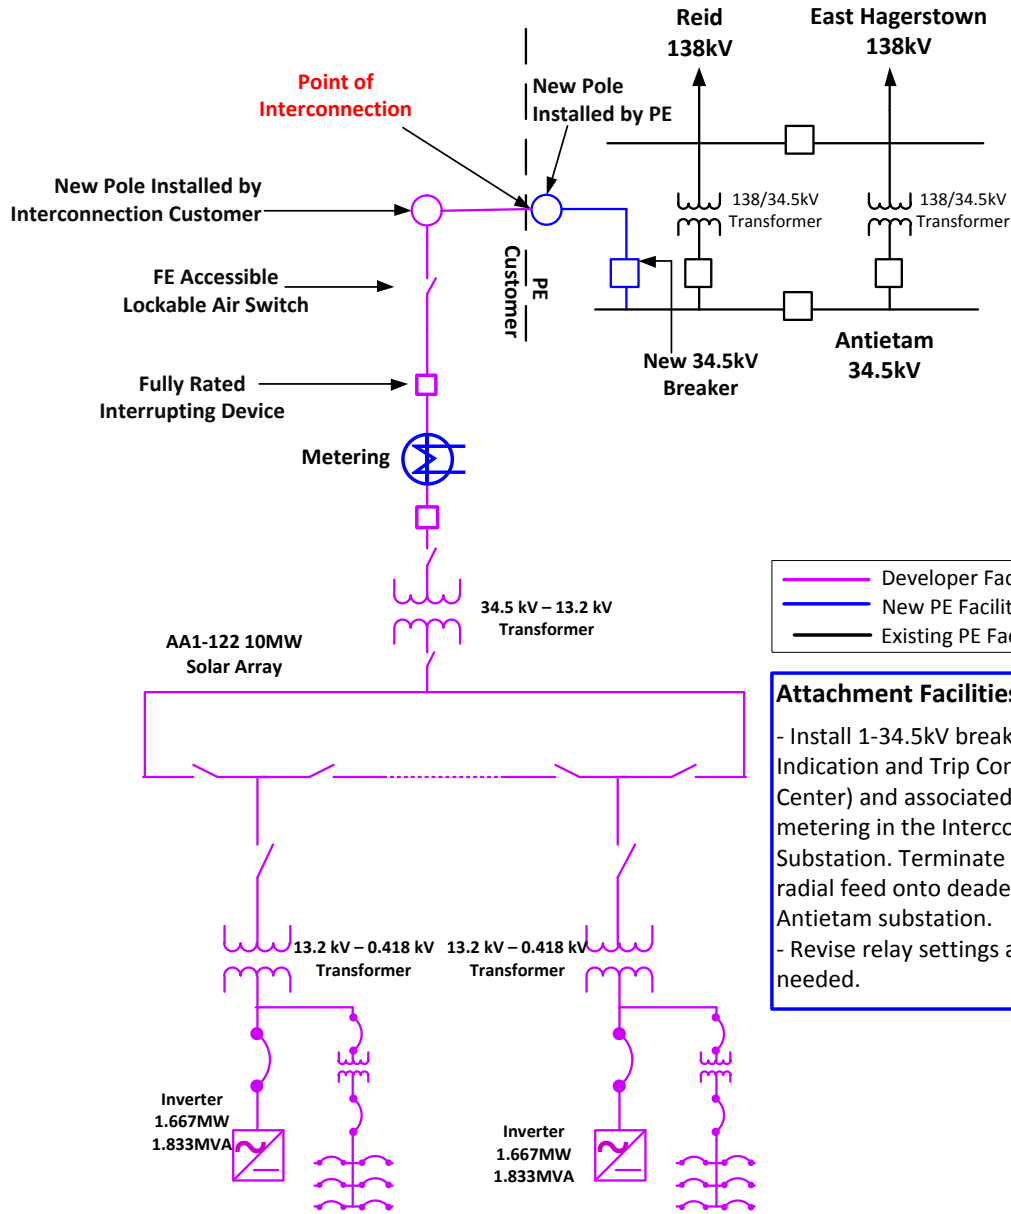 Reid
138kV
East Hagerstown
138kV
Point of
Interconnection
New Pole
Installed by PE
New Pole Installed by
Interconnection Customer
138/34.5kV
Transformer
138/34.5kV
Transformer
PE
Customer
FE Accessible
Lockable Air Switch
New 34.5kV
Breaker
Antietam
34.5kV
Fully Rated
Interrupting Device
Metering
34.5 kV – 13.2 kV
Transformer
AA1-122 10MW
Solar Array
Developer Fac
New PE Facilit
Existing PE Fac
Attachment Facilities
- Install 1-34.5kV break
Indication and Trip Con
Center) and associated
metering in the Interco
Substation. Terminate
radial feed onto deade
Antietam substation.
- Revise relay settings a
needed.
13.2 kV – 0.418 kV
Transformer
13.2 kV – 0.418 kV
Transformer
Inverter
1.667MW
1.833MVA
Inverter
1.667MW
1.833MVA